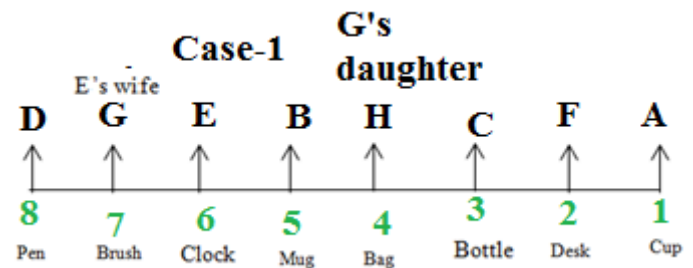 Case-1 G's
daughter
E's wife
D G E B H C F A
8 7 6 5 4 3 2 1
Pen Brush Clock Mug Bag Bottle Desk Cup